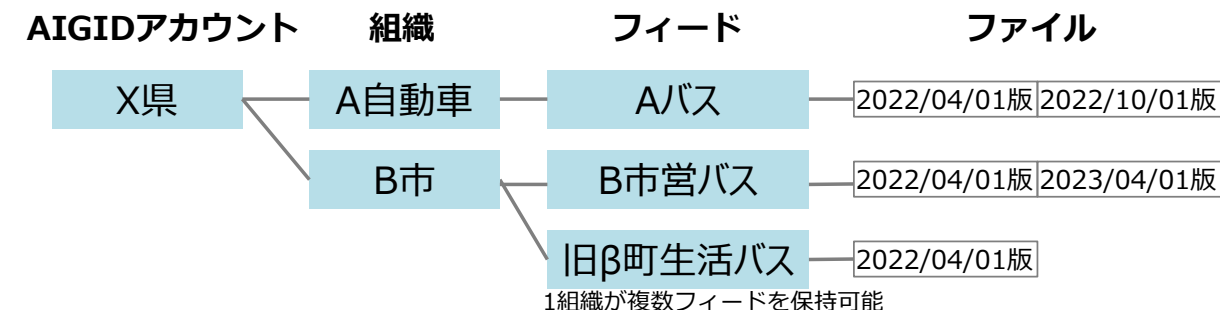 AIGIDアカウント 組織 フィード ファイル
X県 A自動車 Aバス 2022/04/01版 2022/10/01版
B市 B市営バス 2022/04/01版 2023/04/01版
旧β町生活バス 2022/04/01版
1組織が複数フィードを保持可能